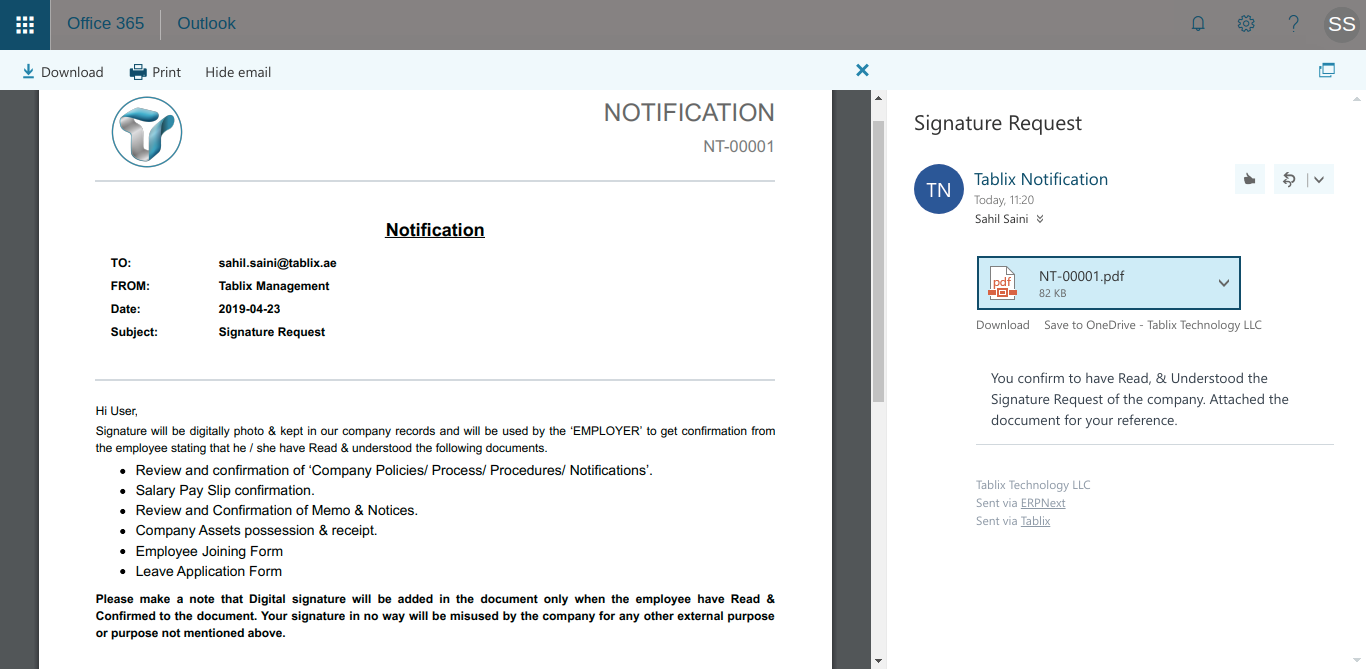 Office 365
Outlook
SS
Download
Print
Hide email
NOTIFICATION
NT-00001
Notification
TO: sahil.saini@tablix.ae
FROM: Tablix Management
Date: 2019-04-23
Subject: Signature Request
Hi User,
Signature will be digitally photo & kept in our company records and will be used by the ‘EMPLOYER’ to get confirmation from
the employee stating that he / she have Read & understood the following documents.
• Review and confirmation of ‘Company Policies/ Process/ Procedures/ Notifications’.
• Salary Pay Slip confirmation.
• Review and Confirmation of Memo & Notices.
• Company Assets possession & receipt.
• Employee Joining Form
• Leave Application Form
Please make a note that Digital signature will be added in the document only when the employee have Read &
Confirmed to the document. Your signature in no way will be misused by the company for any other external purpose
or purpose not mentioned above.
Signature Request
TN
Tablix Notification
Today, 11:20
Sahil Saini
pdf
NT-00001.pdf
82 KB
Download Save to OneDrive - Tablix Technology LLC
You confirm to have Read, & Understood the
Signature Request of the company. Attached the
doccument for your reference.
Tablix Technology LLC
Sent via ERPNext
Sent via Tablix